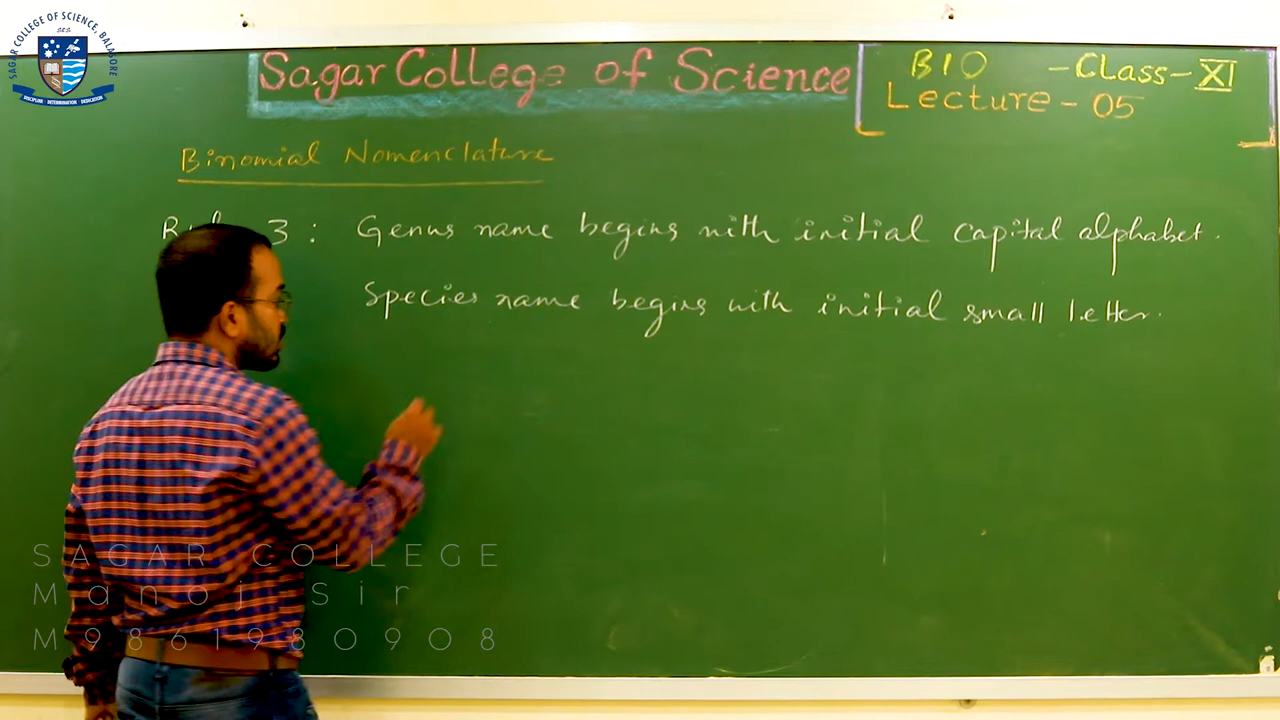 SAGAR COLLEGE OF SCIENCE, BALASORE
SCS
DISCIPLINE · DETERMINATION · DEDICATION
Sagar College of Science
BIO - CLass - XI
Lecture - 05
Binomial Nomenclature
3 : Genus name begins with initial capital alphabet.
Species name begins with initial small letter.
SAGAR COLLEGE
Manoj Sir
M9861980908